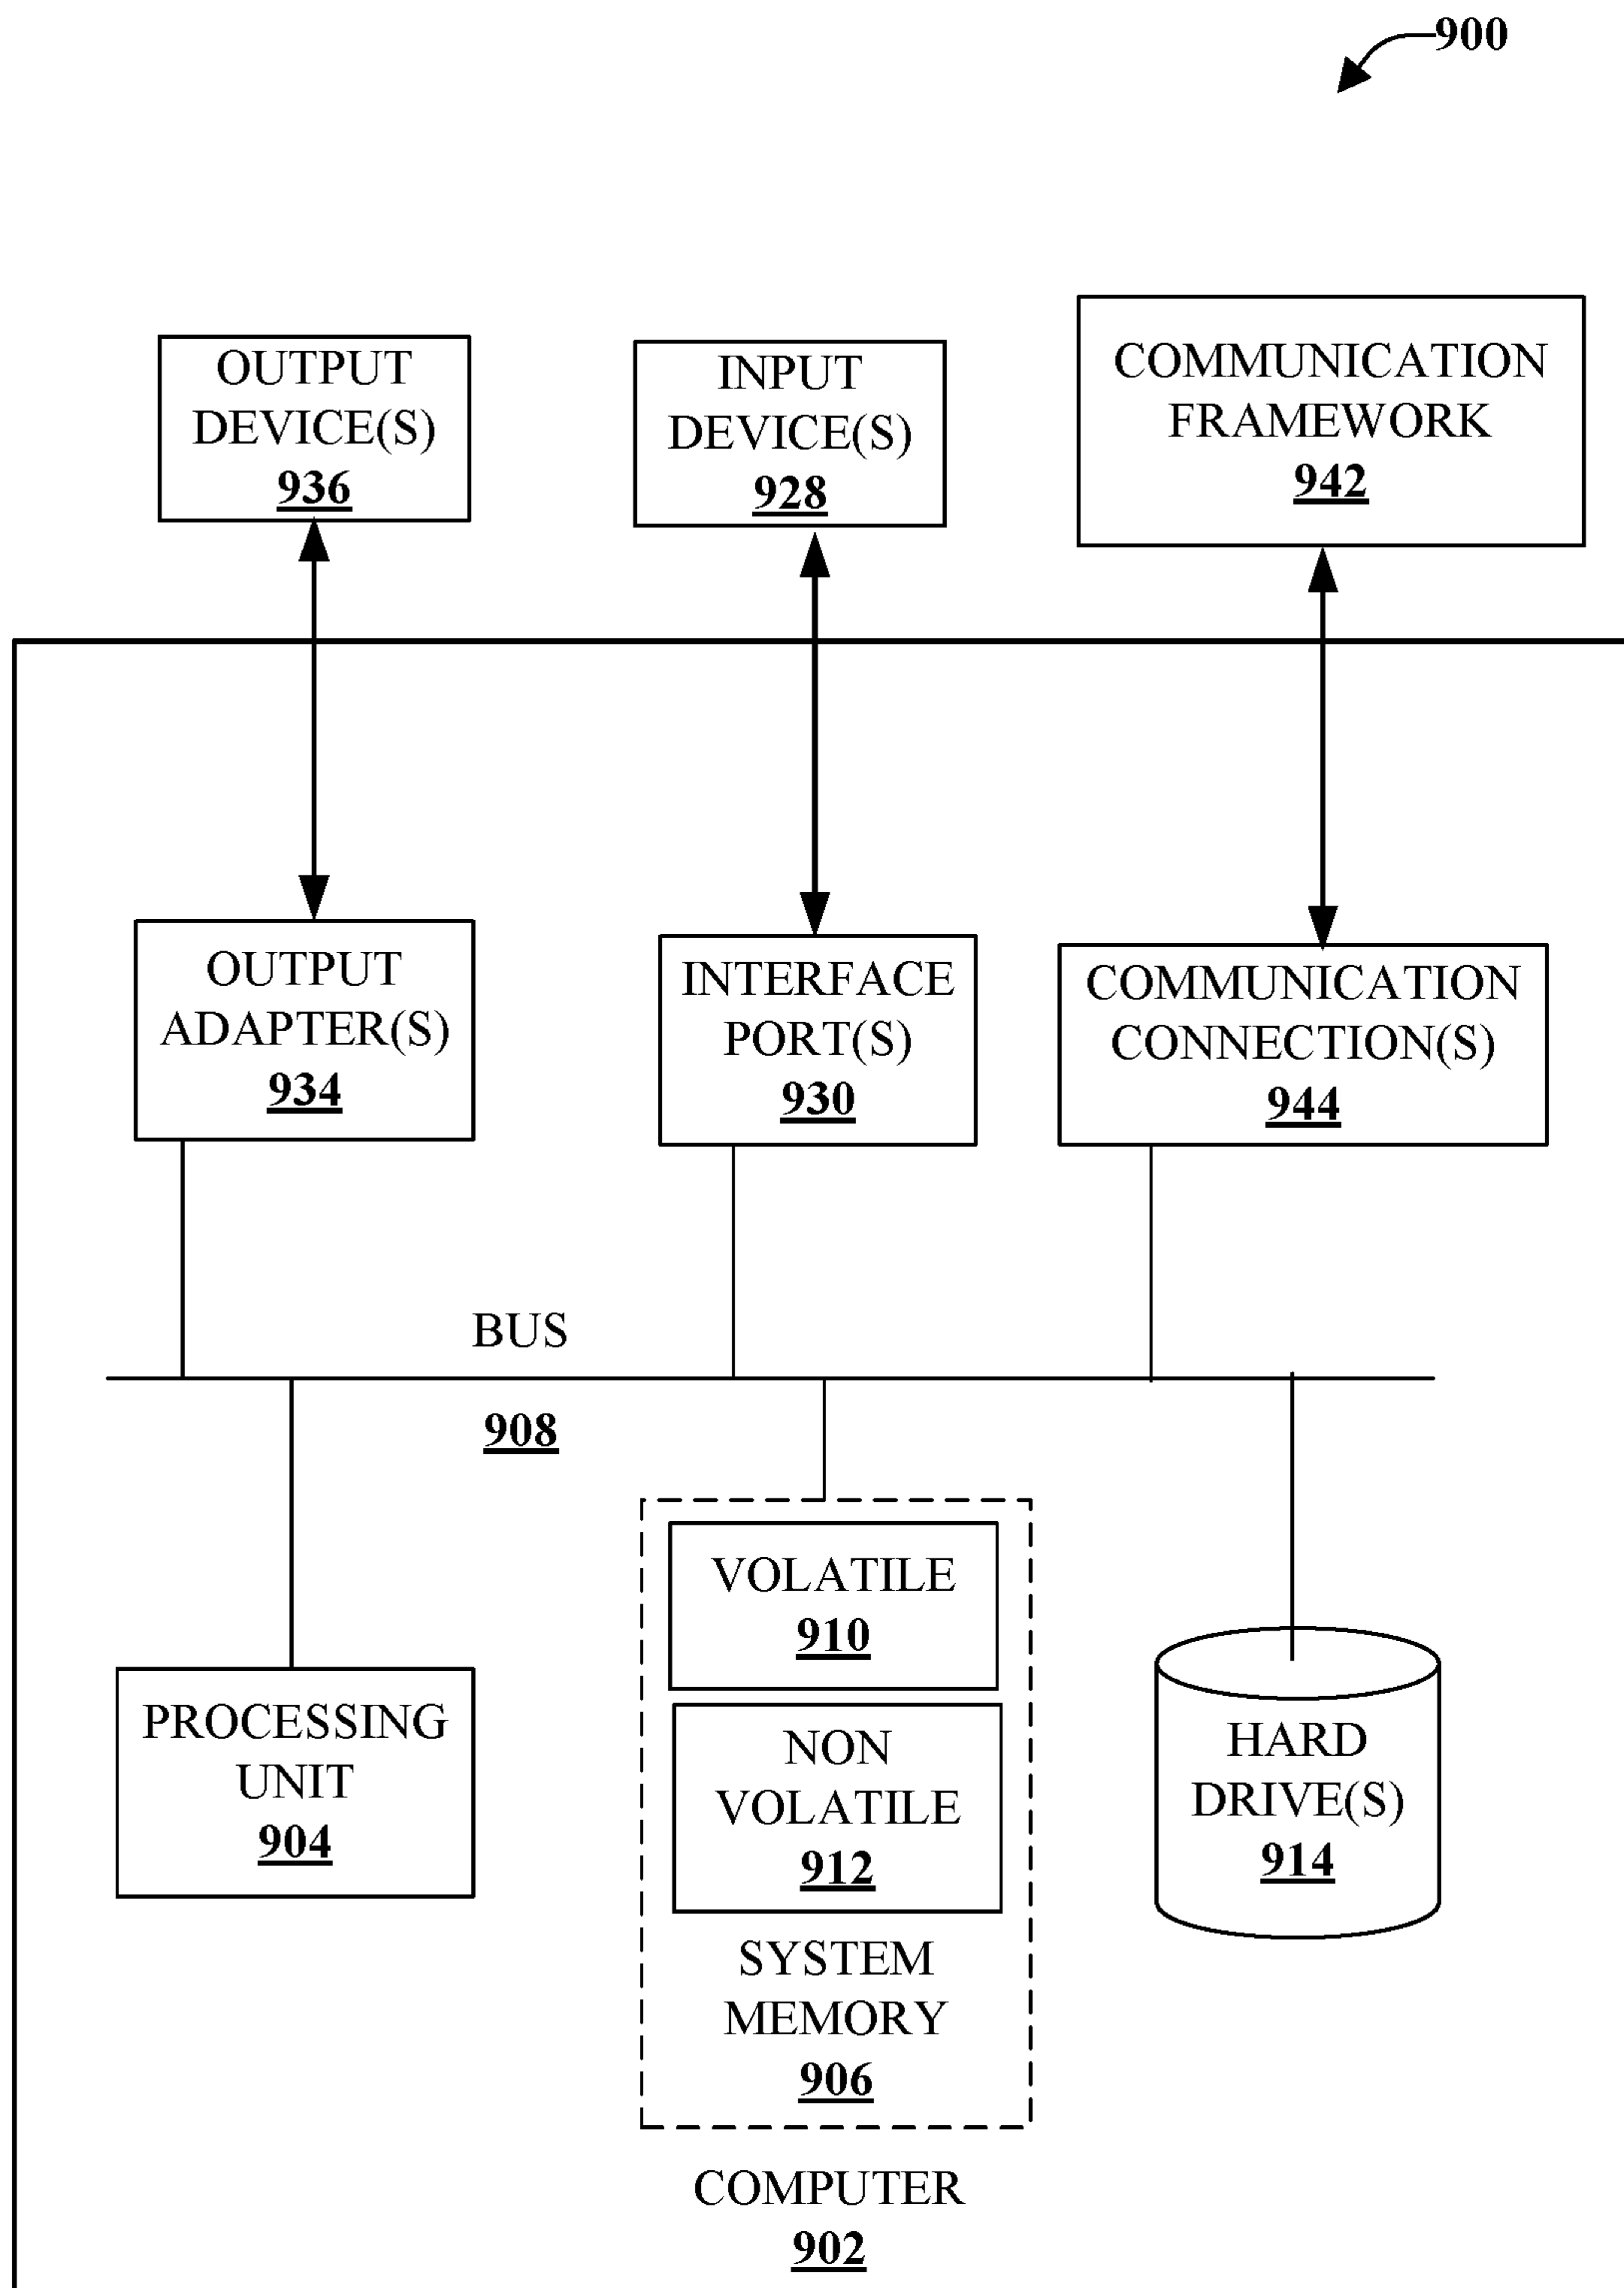 900
OUTPUT
DEVICE(S)
936
INPUT
DEVICE(S)
928
COMMUNICATION
FRAMEWORK
942
OUTPUT
ADAPTER(S)
934
INTERFACE
PORT(S)
930
COMMUNICATION
CONNECTION(S)
944
BUS
908
PROCESSING
UNIT
904
VOLATILE
910
NON
VOLATILE
912
SYSTEM
MEMORY
906
HARD
DRIVE(S)
914
COMPUTER
902